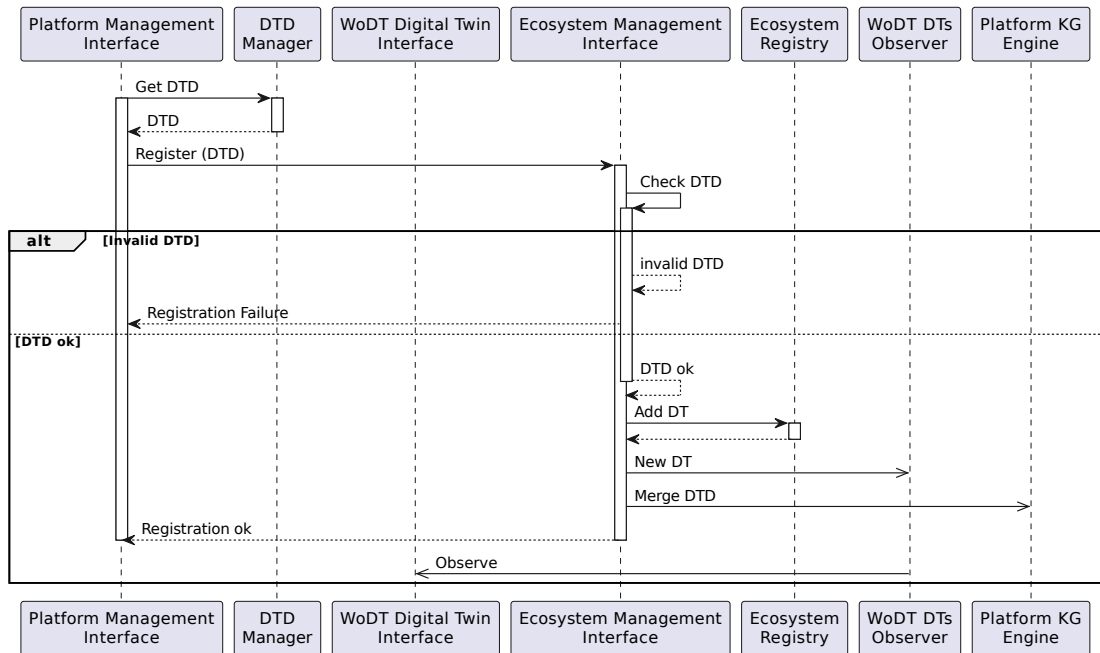 Platform Management
Interface
DTD
Manager
WoDT Digital Twin
Interface
Ecosystem Management
Interface
Ecosystem
Registry
WoDT DTs
Observer
Platform KG
Engine
Get DTD
DTD
Register (DTD)
Check DTD
alt
[Invalid DTD]
invalid DTD
Registration Failure
[DTD ok]
DTD ok
Add DT
New DT
Merge DTD
Registration ok
Observe
Platform Management
Interface
DTD
Manager
WoDT Digital Twin
Interface
Ecosystem Management
Interface
Ecosystem
Registry
WoDT DTs
Observer
Platform KG
Engine